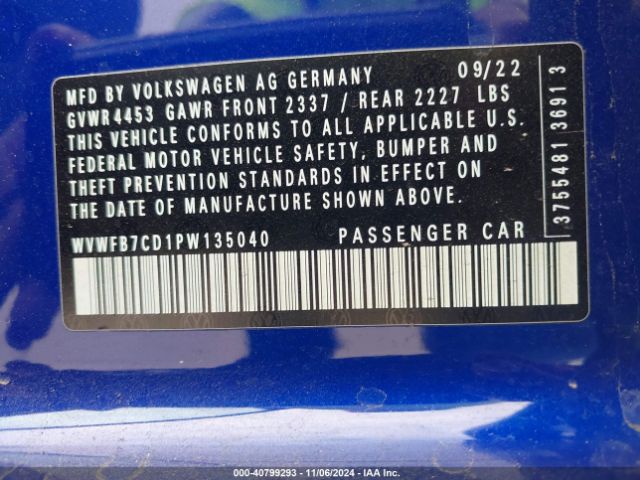 MFD BY VOLKSWAGEN AG GERMANY 09/22
GVWR 4453 GAWR FRONT 2337 / REAR 2227 LBS
THIS VEHICLE CONFORMS TO ALL APPLICABLE U.S.
FEDERAL MOTOR VEHICLE SAFETY, BUMPER AND
THEFT PREVENTION STANDARDS IN EFFECT ON
THE DATE OF MANUFACTURE SHOWN ABOVE.
WVWFB7CD1PW135040 PASSENGER CAR
3755481 3691 3
000-40799293 - 11/06/2024 - IAA Inc.